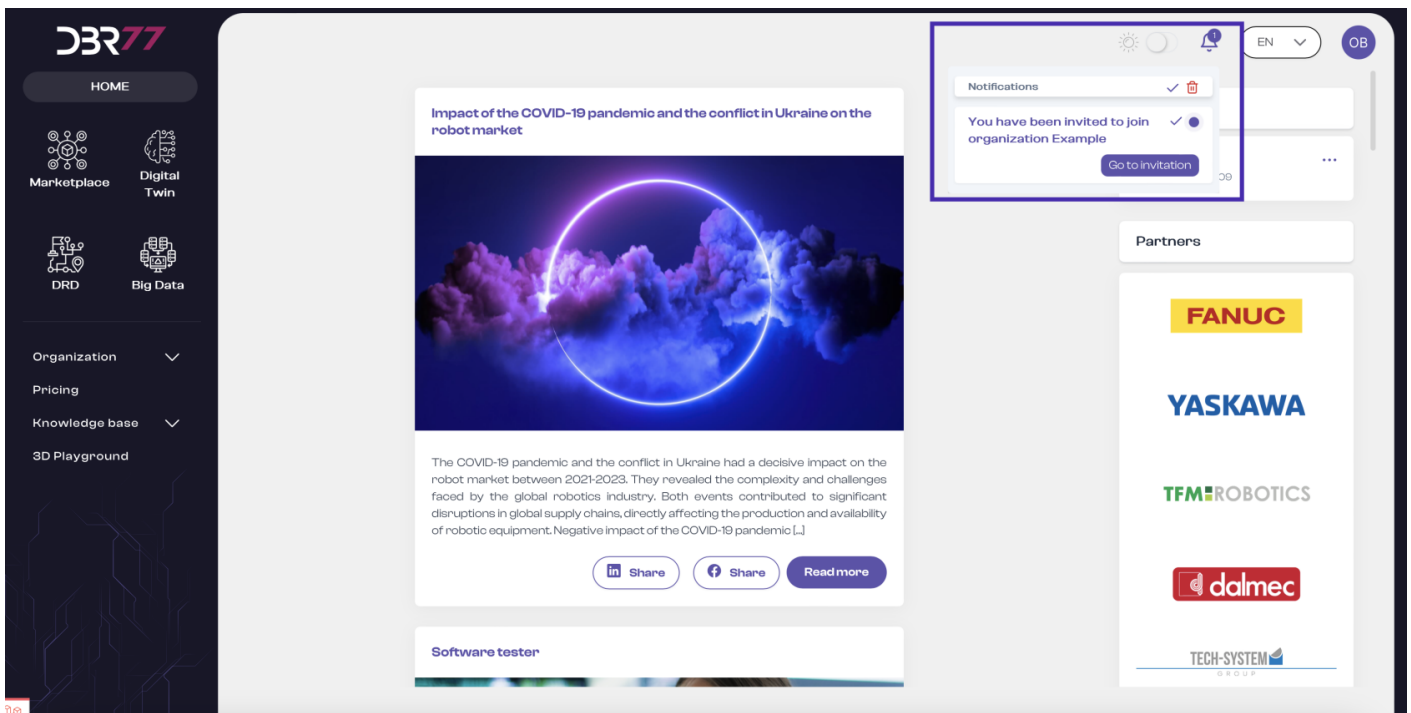 DBR77
HOME
Marketplace
Digital
Twin
DRD
Big Data
Organization
Pricing
Knowledge base
3D Playground
1
EN
OB
Notifications
You have been invited to join
organization Example
Go to invitation
09
...
Impact of the COVID-19 pandemic and the conflict in Ukraine on the
robot market
The COVID-19 pandemic and the conflict in Ukraine had a decisive impact on the
robot market between 2021-2023. They revealed the complexity and challenges
faced by the global robotics industry. Both events contributed to significant
disruptions in global supply chains, directly affecting the production and availability
of robotic equipment. Negative impact of the COVID-19 pandemic [...]
in Share
Share
Read more
Software tester
Partners
FANUC
YASKAWA
TFM ROBOTICS
dalmec
TECH-SYSTEM
GROUP